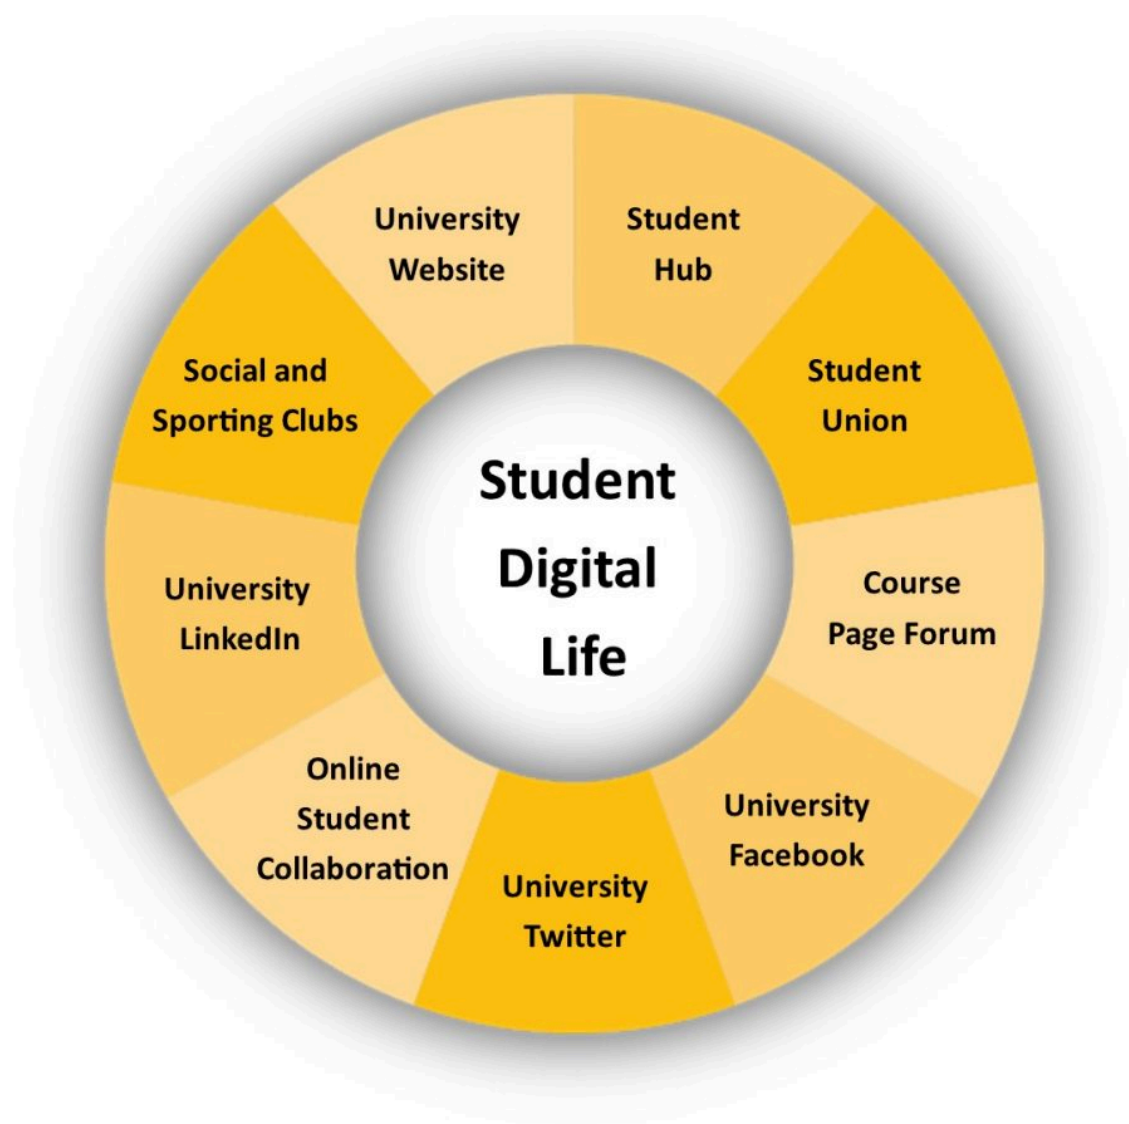 University
Website
Student
Hub
Student
Union
Course
Page Forum
University
Facebook
University
Twitter
Online
Student
Collaboration
University
LinkedIn
Social and
Sporting Clubs
Student
Digital
Life